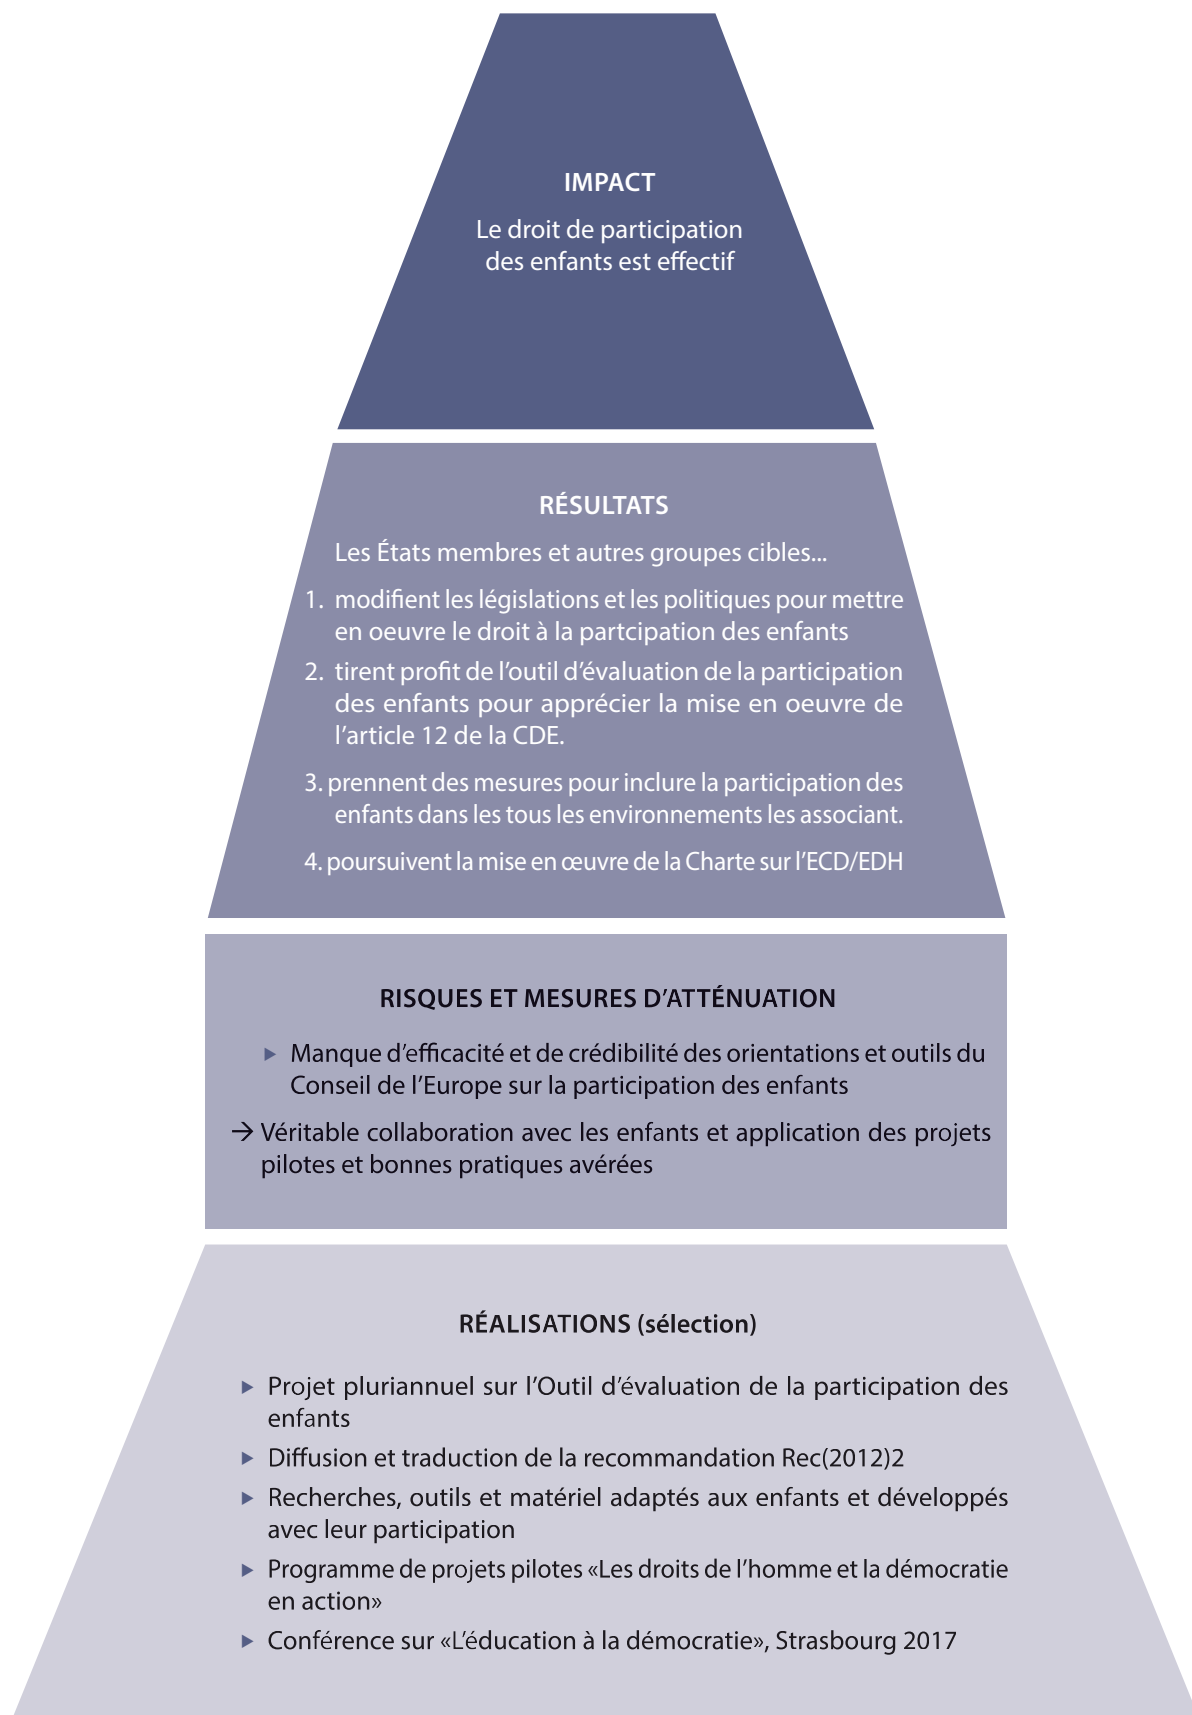 IMPACT
Le droit de participation
des enfants est effectif
RÉSULTATS
Les États membres et autres groupes cibles...
1. modifient les législations et les politiques pour mettre
en oeuvre le droit à la partcipation des enfants
2. tirent profit de l’outil d’évaluation de la participation
des enfants pour apprécier la mise en oeuvre de
l’article 12 de la CDE.
3. prennent des mesures pour inclure la participation des
enfants dans les tous les environnements les associant.
4. poursuivent la mise en œuvre de la Charte sur l’ECD/EDH
RISQUES ET MESURES D’ATTÉNUATION
▶ Manque d’efficacité et de crédibilité des orientations et outils du
Conseil de l’Europe sur la participation des enfants
→ Véritable collaboration avec les enfants et application des projets
pilotes et bonnes pratiques avérées
RÉALISATIONS (sélection)
▶ Projet pluriannuel sur l’Outil d’évaluation de la participation des
enfants
▶ Diffusion et traduction de la recommandation Rec(2012)2
▶ Recherches, outils et matériel adaptés aux enfants et développés
avec leur participation
▶ Programme de projets pilotes «Les droits de l’homme et la démocratie
en action»
▶ Conférence sur «L’éducation à la démocratie», Strasbourg 2017